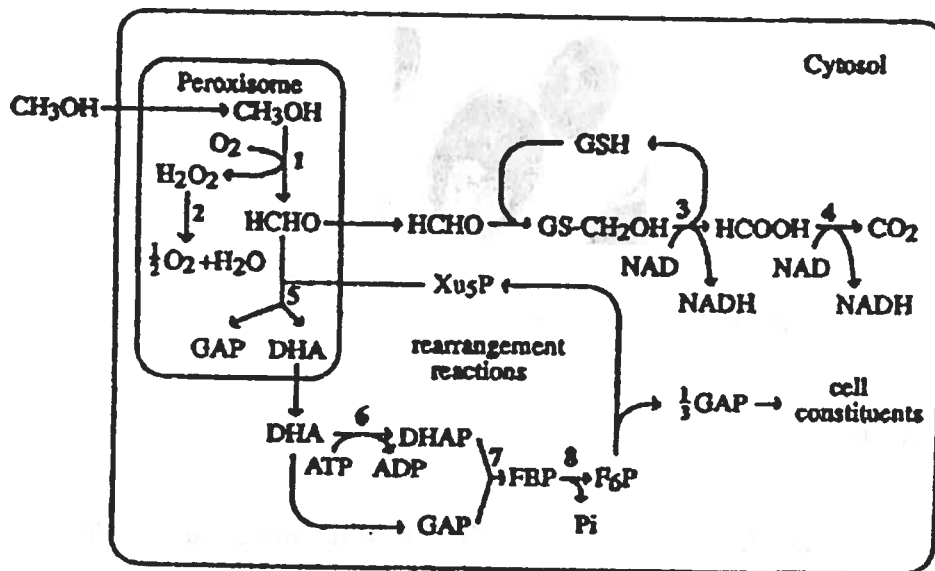 Cytosol
Peroxisome
CH3OH → CH3OH
O2 1 GSH
H2O2
2
HCHO → HCHO → GS-CH2OH 3 HCOOH 4 CO2
½O2+H2O NAD NAD
5 Xu5P NADH NADH
GAP DHA
rearrangement
reactions
⅓GAP → cell
constituents
DHA 6 DHAP
ATP ADP 7 FBP 8 F6P
GAP Pi